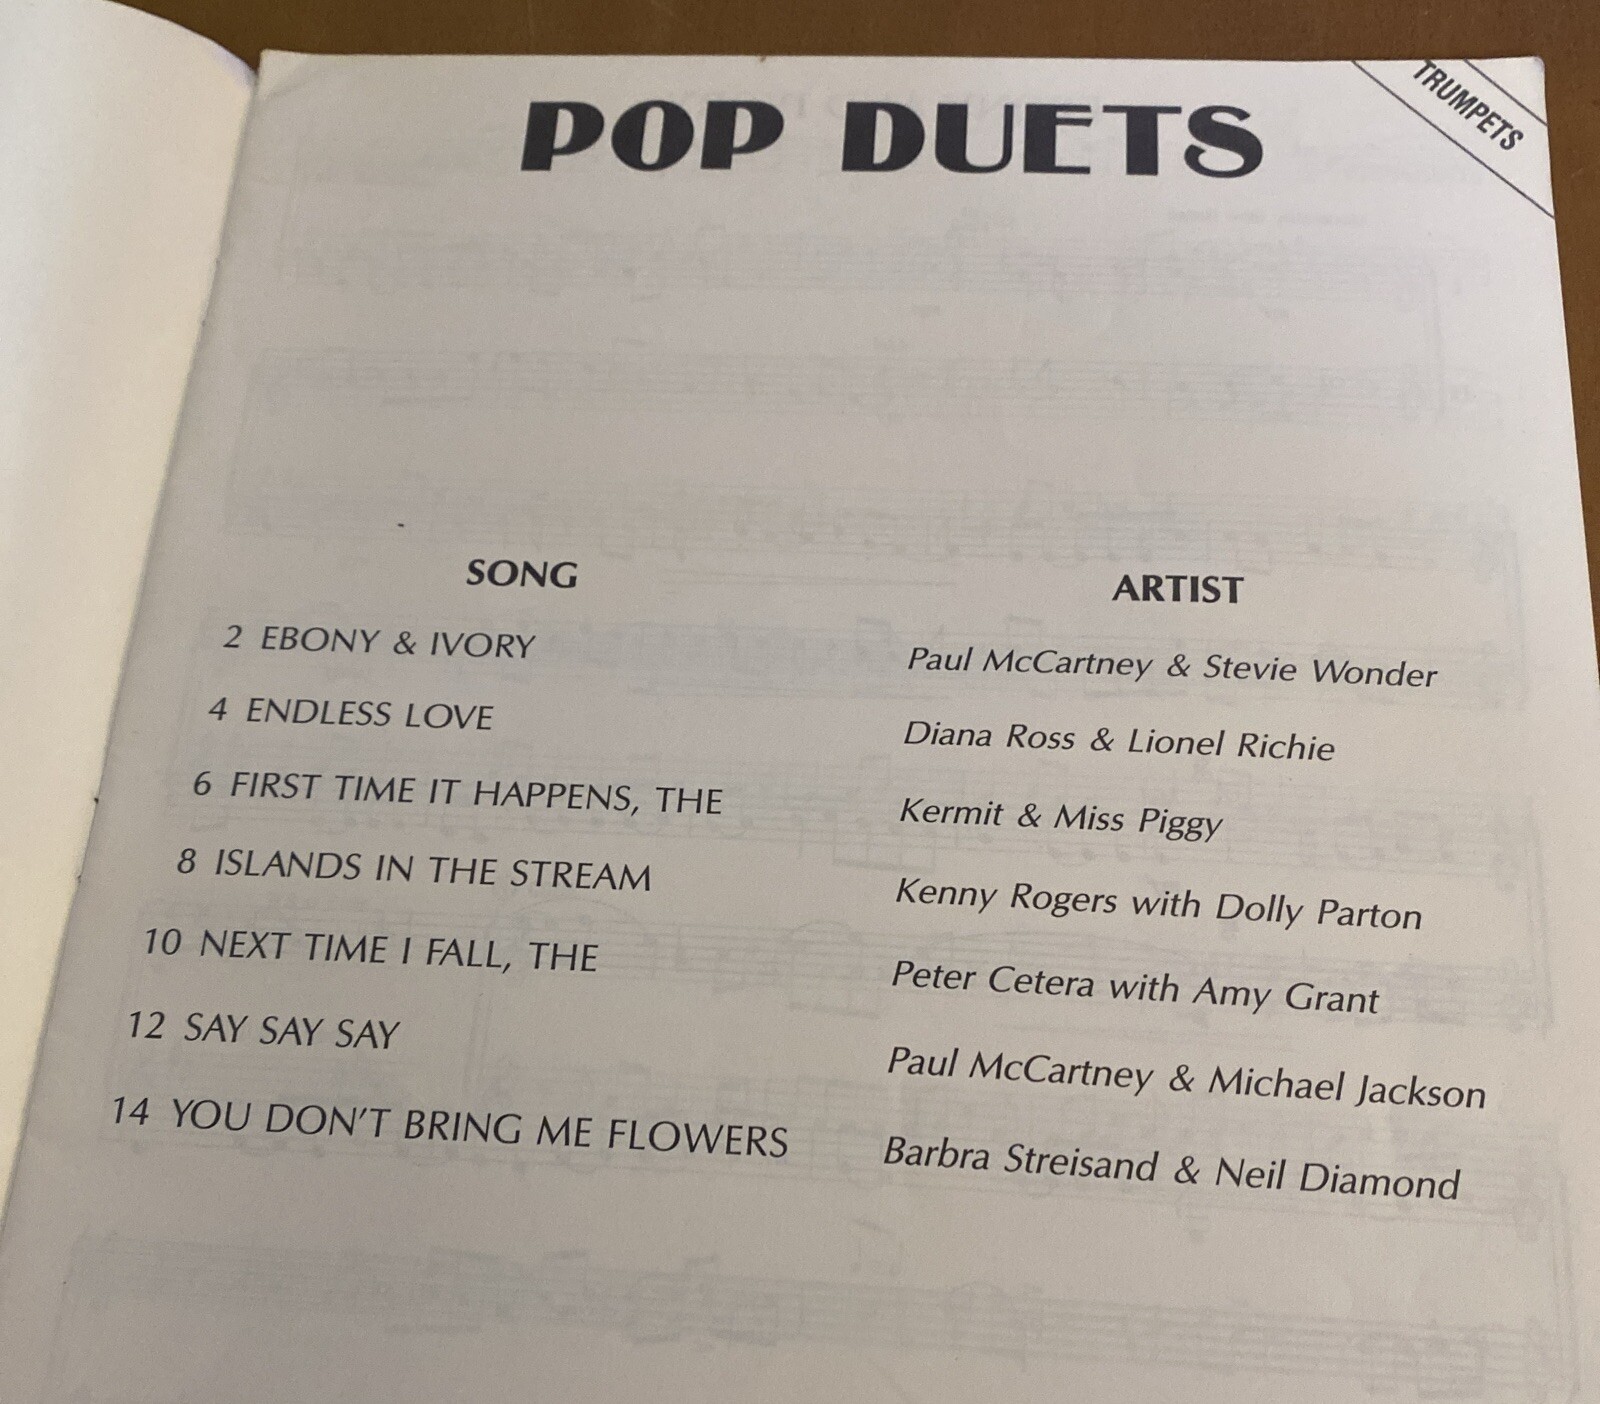 POP DUETS
TRUMPETS
SONG ARTIST
2 EBONY & IVORY Paul McCartney & Stevie Wonder
4 ENDLESS LOVE Diana Ross & Lionel Richie
6 FIRST TIME IT HAPPENS, THE Kermit & Miss Piggy
8 ISLANDS IN THE STREAM Kenny Rogers with Dolly Parton
10 NEXT TIME I FALL, THE Peter Cetera with Amy Grant
12 SAY SAY SAY Paul McCartney & Michael Jackson
14 YOU DON'T BRING ME FLOWERS Barbra Streisand & Neil Diamond